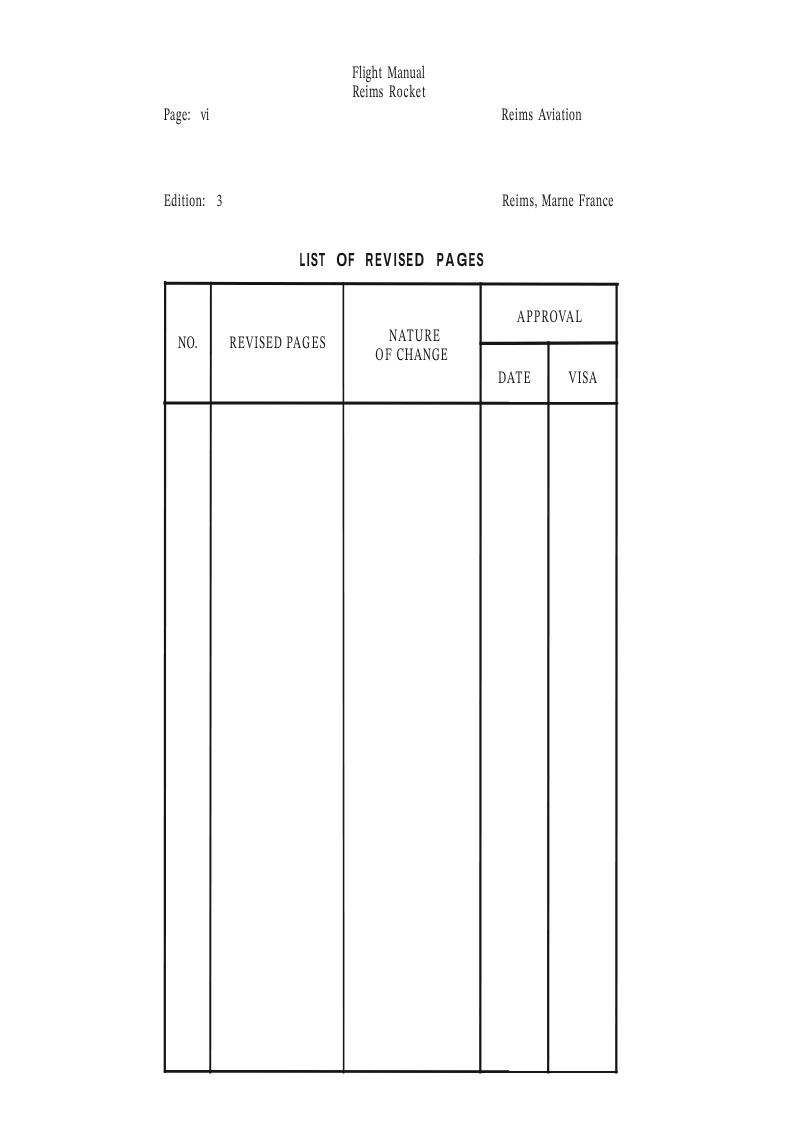 Flight Manual
Reims Rocket
Page: vi
Reims Aviation
Edition: 3
Reims, Marne France
LIST OF REVISED PAGES
NO.
REVISED PAGES
NATURE
OF CHANGE
APPROVAL
DATE
VISA